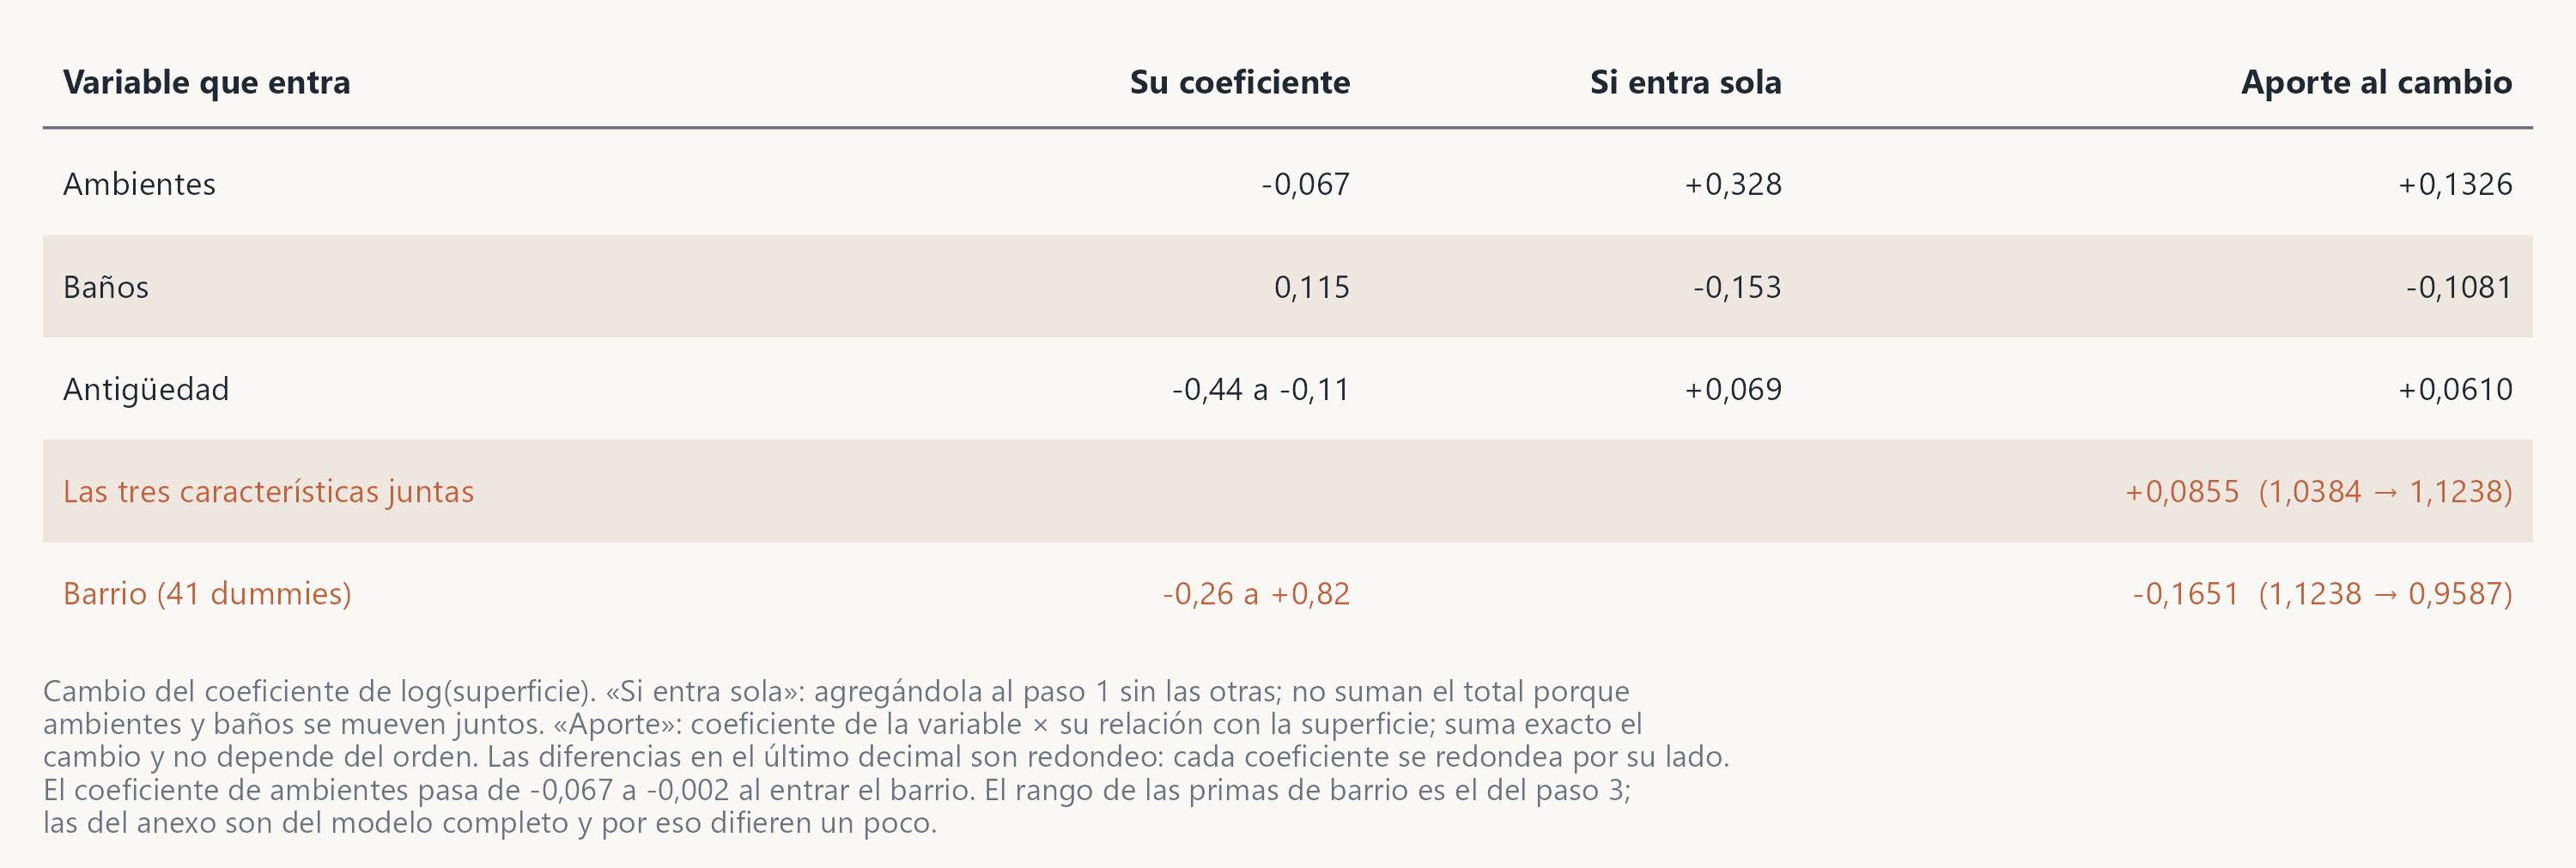 Variable que entra Su coeficiente Si entra sola Aporte al cambio
Ambientes -0,067 +0,328 +0,1326
Baños 0,115 -0,153 -0,1081
Antigüedad -0,44 a -0,11 +0,069 +0,0610
Las tres características juntas +0,0855 (1,0384 → 1,1238)
Barrio (41 dummies) -0,26 a +0,82 -0,1651 (1,1238 → 0,9587)
Cambio del coeficiente de log(superficie). «Si entra sola»: agregándola al paso 1 sin las otras; no suman el total porque
ambientes y baños se mueven juntos. «Aporte»: coeficiente de la variable × su relación con la superficie; suma exacto el
cambio y no depende del orden. Las diferencias en el último decimal son redondeo: cada coeficiente se redondea por su lado.
El coeficiente de ambientes pasa de -0,067 a -0,002 al entrar el barrio. El rango de las primas de barrio es el del paso 3;
las del anexo son del modelo completo y por eso difieren un poco.